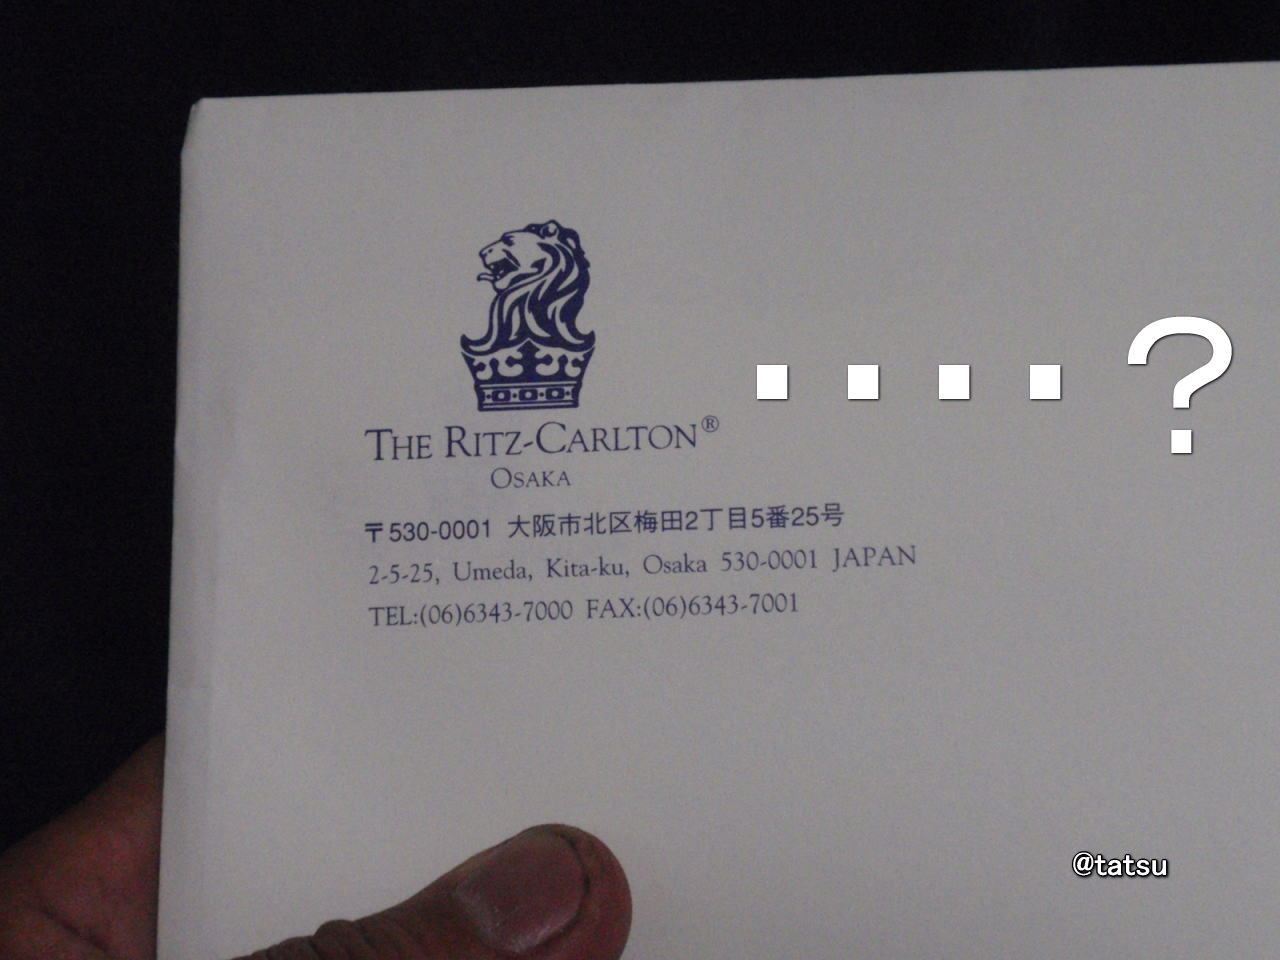 THE RITZ-CARLTON®
OSAKA
〒530-0001 大阪市北区梅田2丁目5番25号
2-5-25, Umeda, Kita-ku, Osaka 530-0001 JAPAN
TEL:(06)6343-7000 FAX:(06)6343-7001
....?
@tatsu